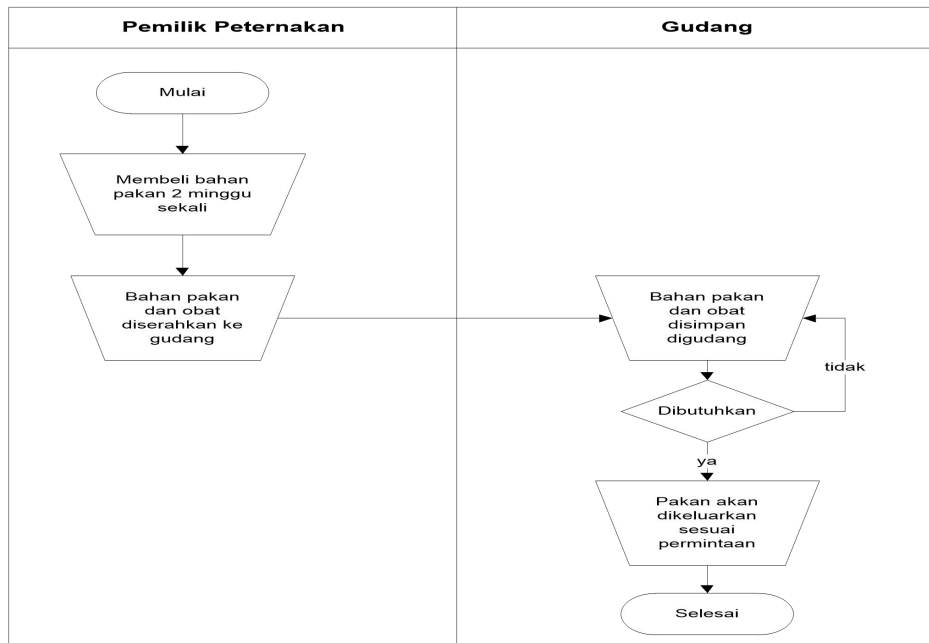 Pemilik Peternakan
Gudang
Mulai
Membeli bahan
pakan 2 minggu
sekali
Bahan pakan
dan obat
diserahkan ke
gudang
Bahan pakan
dan obat
disimpan
digudang
tidak
Dibutuhkan
ya
Pakan akan
dikeluarkan
sesuai
permintaan
Selesai